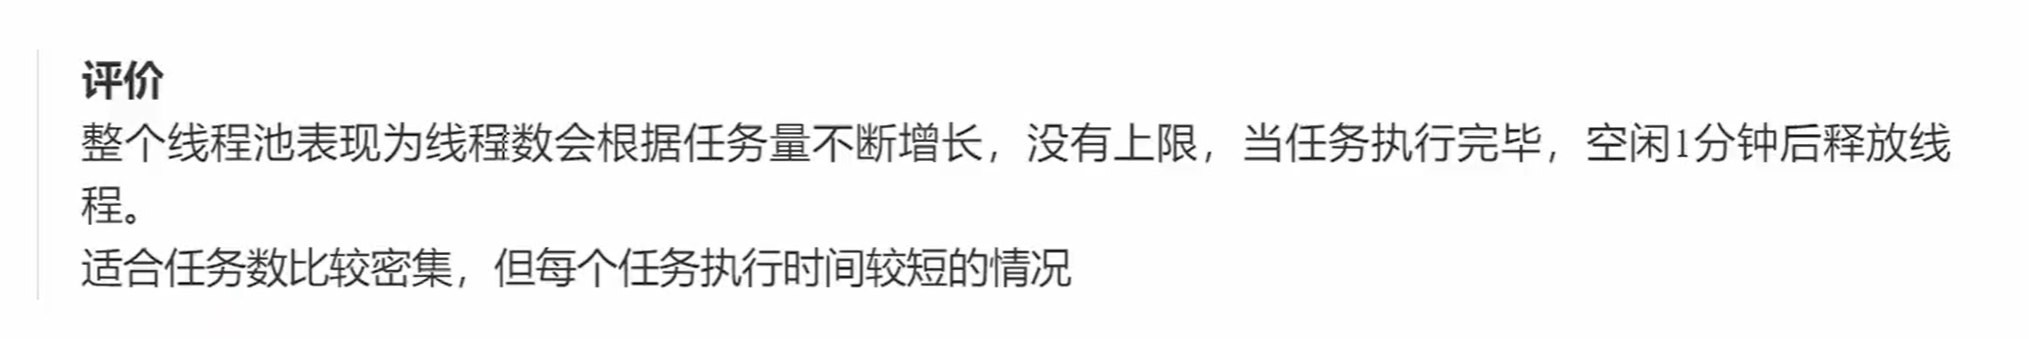 评价
整个线程池表现为线程数会根据任务量不断增长，没有上限，当任务执行完毕，空闲1分钟后释放线
程。
适合任务数比较密集，但每个任务执行时间较短的情况